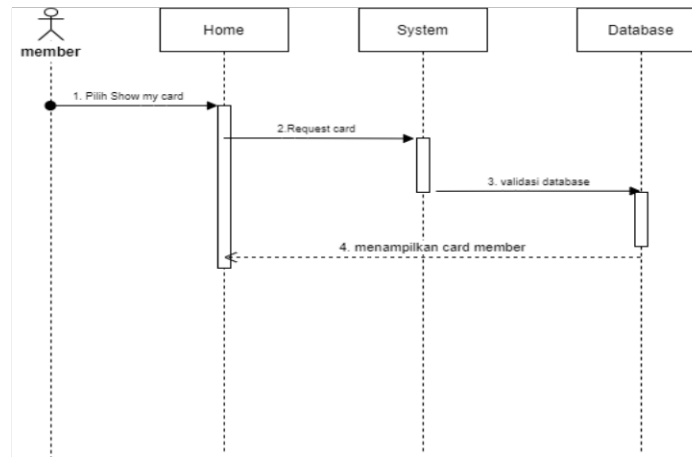 Home
System
Database
member
1. Pilih Show my card
2.Request card
3. validasi database
4. menampilkan card member